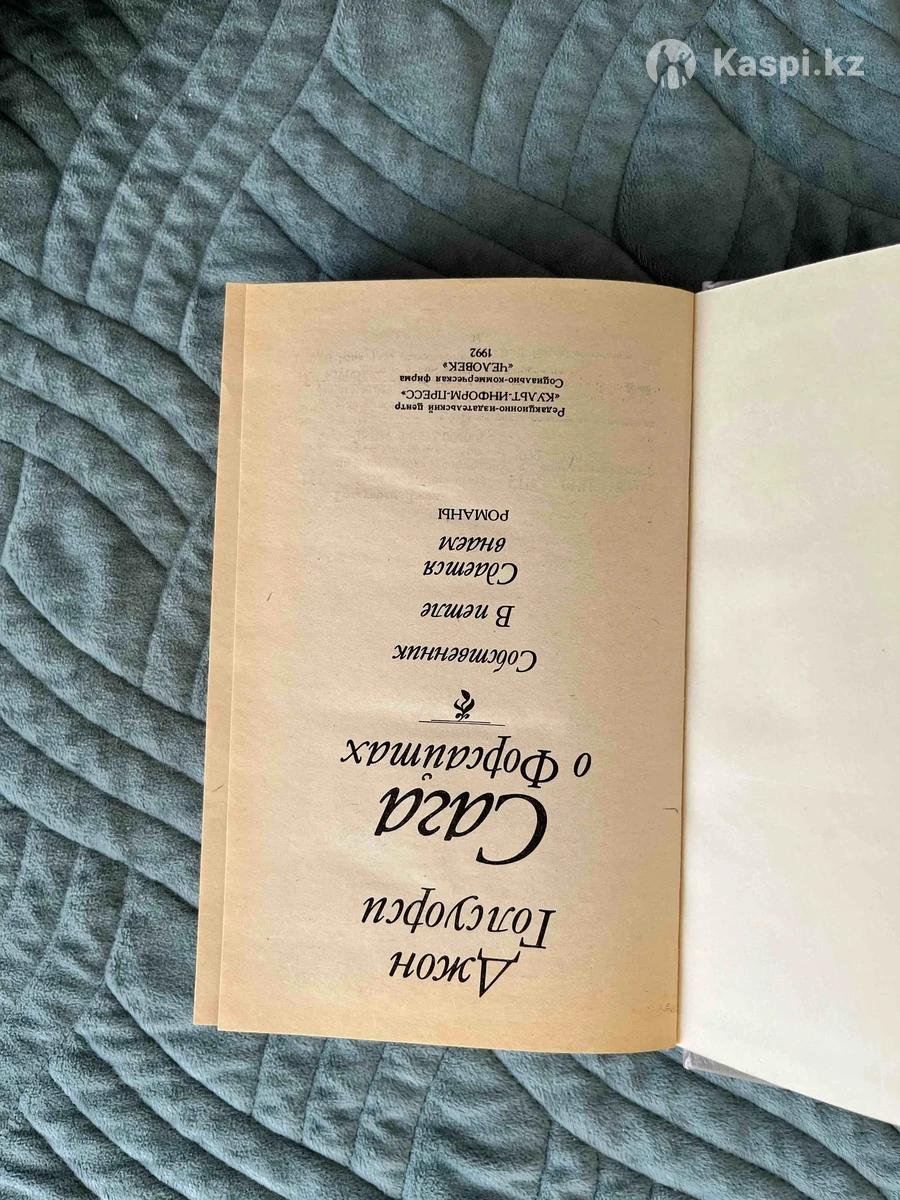 Kaspi.kz
Джон
Голсуорси
Сага
о Форсайтах
Собственник
В петле
Сдается
внаем
РОМАНЫ
Редакционно-издательский центр
«КУЛЬТ-ИНФОРМ-ПРЕСС»
Социально-коммерческая фирма
«ЧЕЛОВЕК»
1992